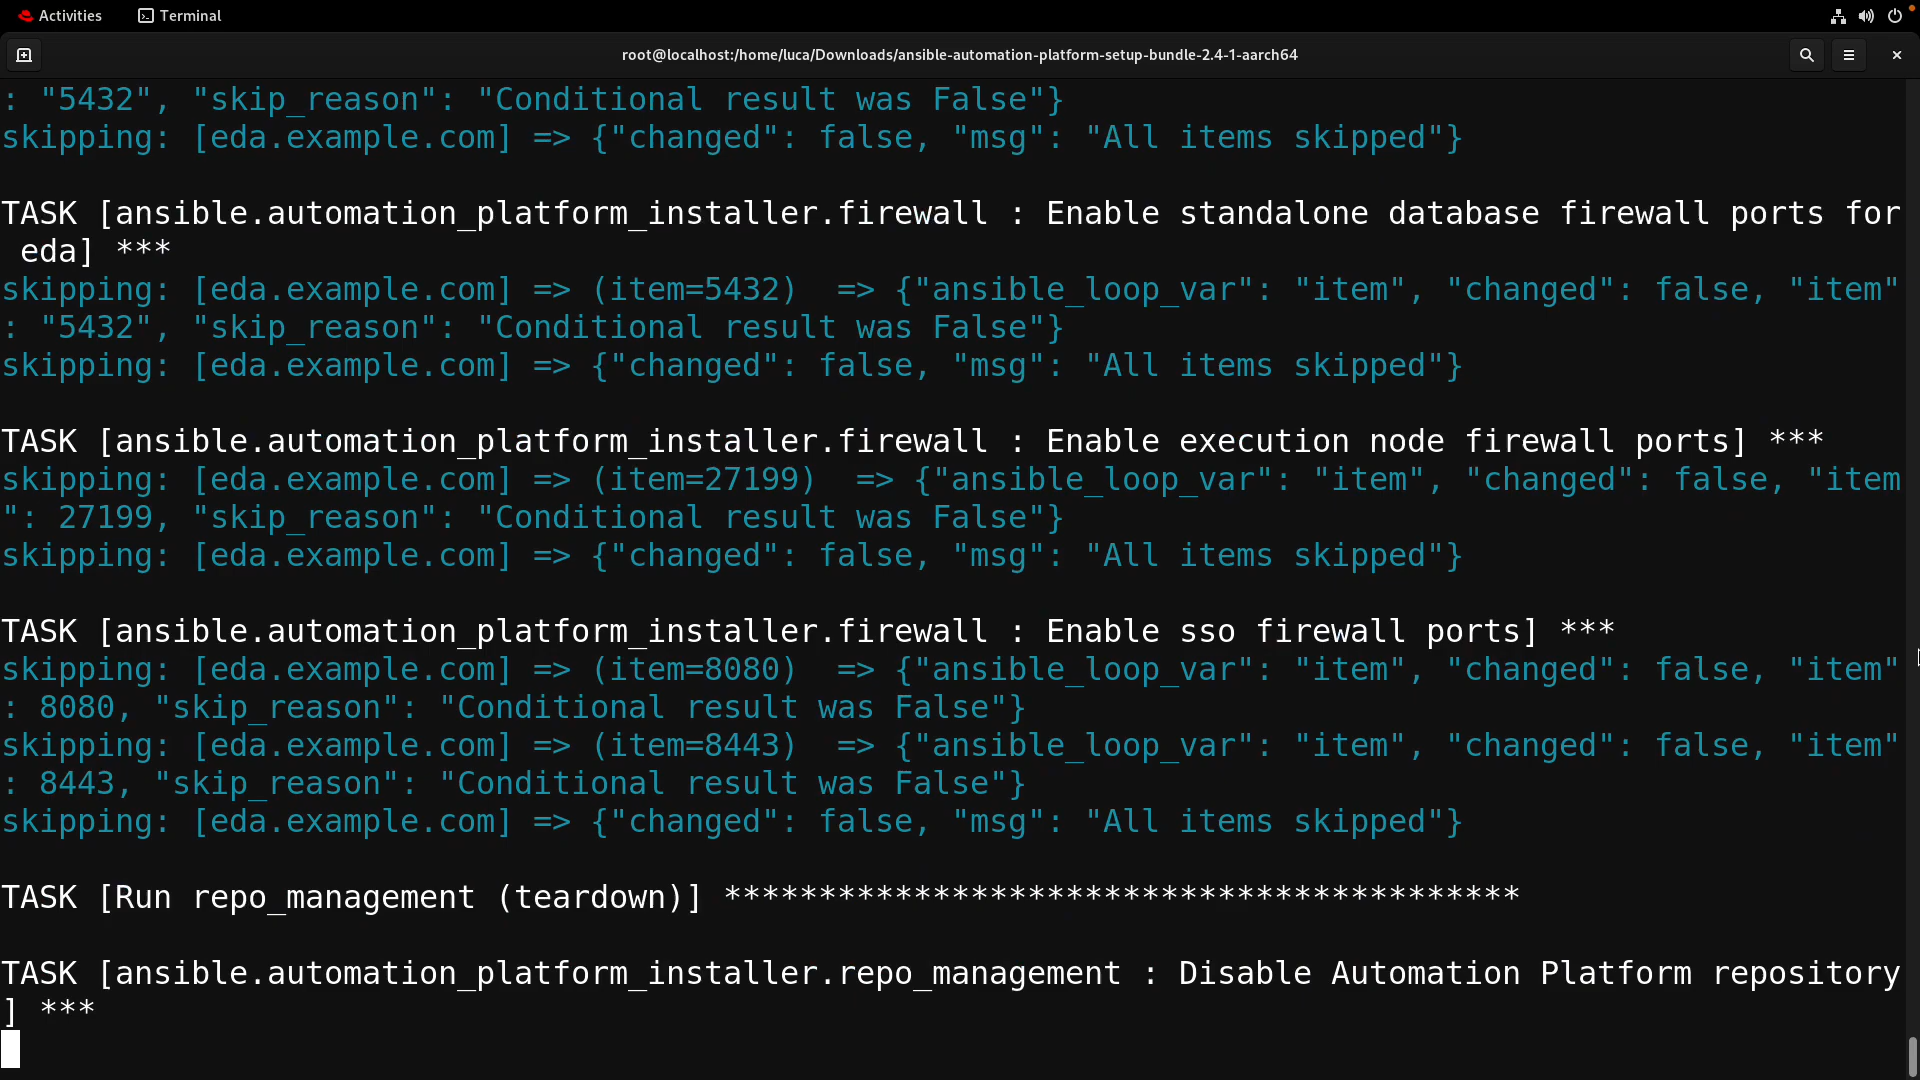 Activities Terminal
root@localhost:/home/luca/Downloads/ansible-automation-platform-setup-bundle-2.4-1-aarch64
: "5432", "skip_reason": "Conditional result was False"}
skipping: [eda.example.com] => {"changed": false, "msg": "All items skipped"}
TASK [ansible.automation_platform_installer.firewall : Enable standalone database firewall ports for
 eda] ***
skipping: [eda.example.com] => (item=5432)  => {"ansible_loop_var": "item", "changed": false, "item"
: "5432", "skip_reason": "Conditional result was False"}
skipping: [eda.example.com] => {"changed": false, "msg": "All items skipped"}
TASK [ansible.automation_platform_installer.firewall : Enable execution node firewall ports] ***
skipping: [eda.example.com] => (item=27199)  => {"ansible_loop_var": "item", "changed": false, "item
": 27199, "skip_reason": "Conditional result was False"}
skipping: [eda.example.com] => {"changed": false, "msg": "All items skipped"}
TASK [ansible.automation_platform_installer.firewall : Enable sso firewall ports] ***
skipping: [eda.example.com] => (item=8080)  => {"ansible_loop_var": "item", "changed": false, "item"
: 8080, "skip_reason": "Conditional result was False"}
skipping: [eda.example.com] => (item=8443)  => {"ansible_loop_var": "item", "changed": false, "item"
: 8443, "skip_reason": "Conditional result was False"}
skipping: [eda.example.com] => {"changed": false, "msg": "All items skipped"}
TASK [Run repo_management (teardown)] ******************************************
TASK [ansible.automation_platform_installer.repo_management : Disable Automation Platform repository
] ***